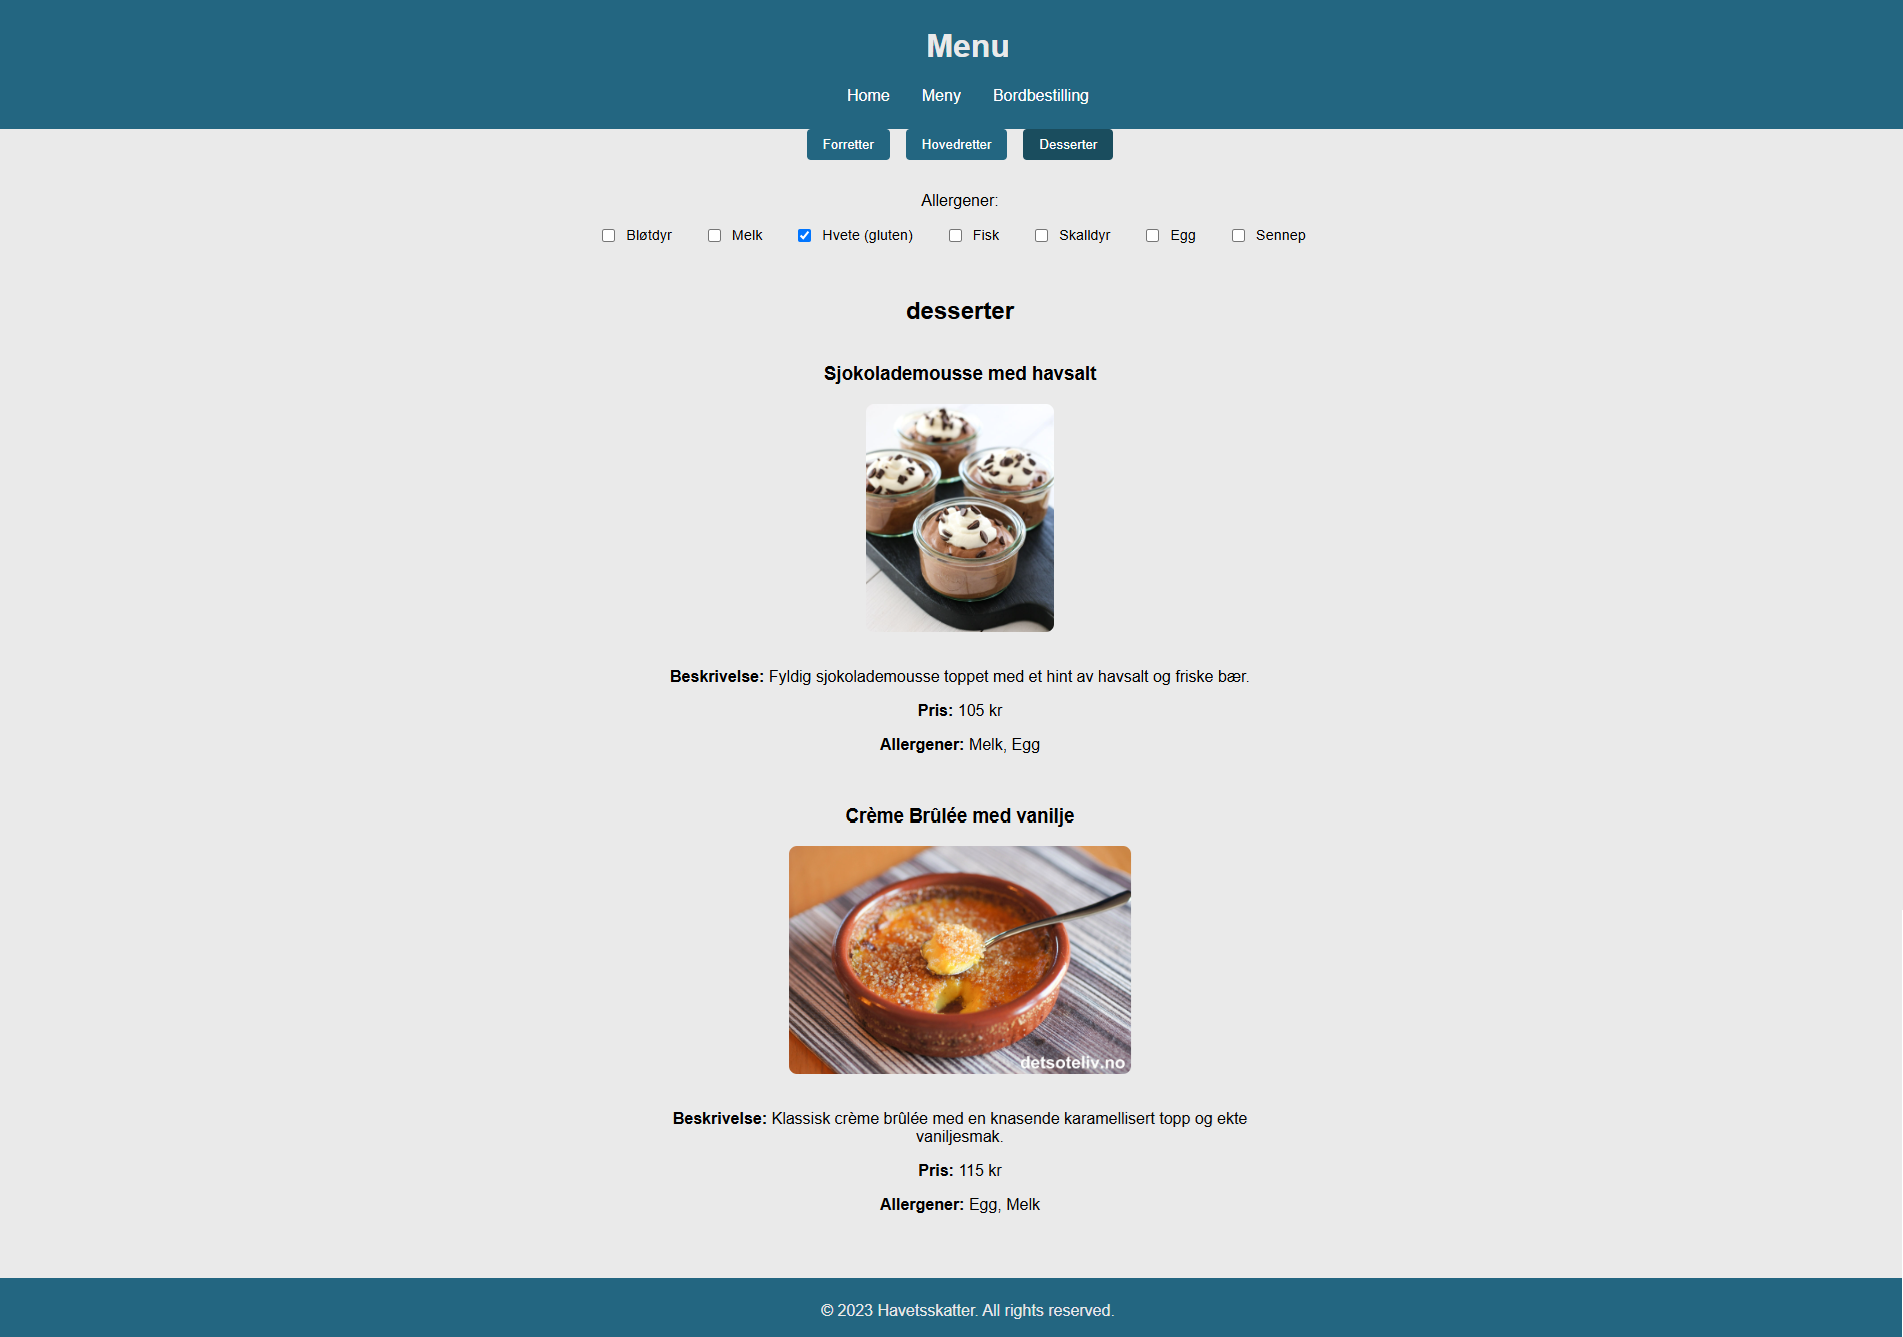 Menu
Home Meny Bordbestilling
Forretter Hovedretter Desserter
Allergener:
Bløtdyr Melk Hvete (gluten) Fisk Skalldyr Egg Sennep
desserter
Sjokolademousse med havsalt
Beskrivelse: Fyldig sjokolademousse toppet med et hint av havsalt og friske bær.
Pris: 105 kr
Allergener: Melk, Egg
Crème Brûlée med vanilje
detsoteliv.no
Beskrivelse: Klassisk crème brûlée med en knasende karamellisert topp og ekte
vaniljesmak.
Pris: 115 kr
Allergener: Egg, Melk
© 2023 Havetsskatter. All rights reserved.